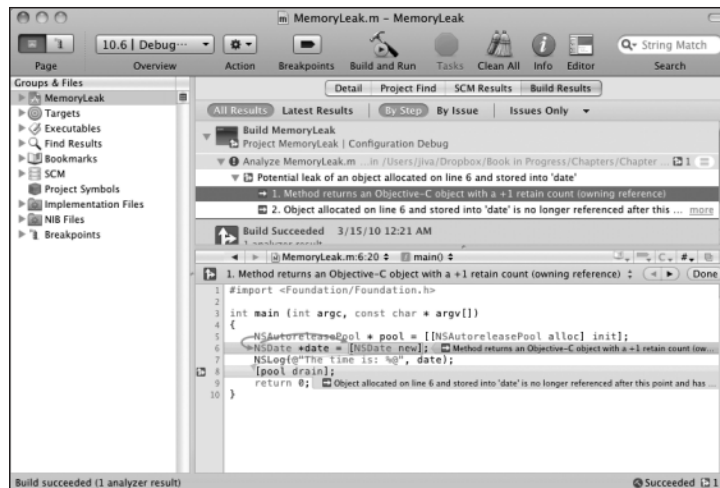 MemoryLeak.m – MemoryLeak
10.6 | Debug···
Page
Overview
Action
Breakpoints
Build and Run
Tasks
Clean All
Info
Editor
String Match
Search
Groups & Files
MemoryLeak
Targets
Executables
Find Results
Bookmarks
SCM
Project Symbols
Implementation Files
NIB Files
Breakpoints
Detail
Project Find
SCM Results
Build Results
All Results
Latest Results
By Step
By Issue
Issues Only
Build MemoryLeak
Project MemoryLeak | Configuration Debug
Analyze MemoryLeak.m ...in /Users/jiva/Dropbox/Book in Progress/Chapters/Chapter ... 1
Potential leak of an object allocated on line 6 and stored into 'date'
1. Method returns an Objective-C object with a +1 retain count (owning reference)
2. Object allocated on line 6 and stored into 'date' is no longer referenced after this ... more
Build Succeeded 3/15/10 12:21 AM
1 analyzer result
MemoryLeak.m:6:20 main() C, #,
1. Method returns an Objective-C object with a +1 retain count (owning reference) Done
1 #import <Foundation/Foundation.h>
2
3 int main (int argc, const char * argv[])
4 {
5 NSAutoreleasePool * pool = [[NSAutoreleasePool alloc] init];
6 NSDate *date = [NSDate new]; Method returns an Objective-C object with a +1 retain count (ow...
7 NSLog(@"The time is: %@", date);
8 [pool drain];
9 return 0; Object allocated on line 6 and stored into 'date' is no longer referenced after this point and has ...
10 }
Build succeeded (1 analyzer result)
Succeeded 1